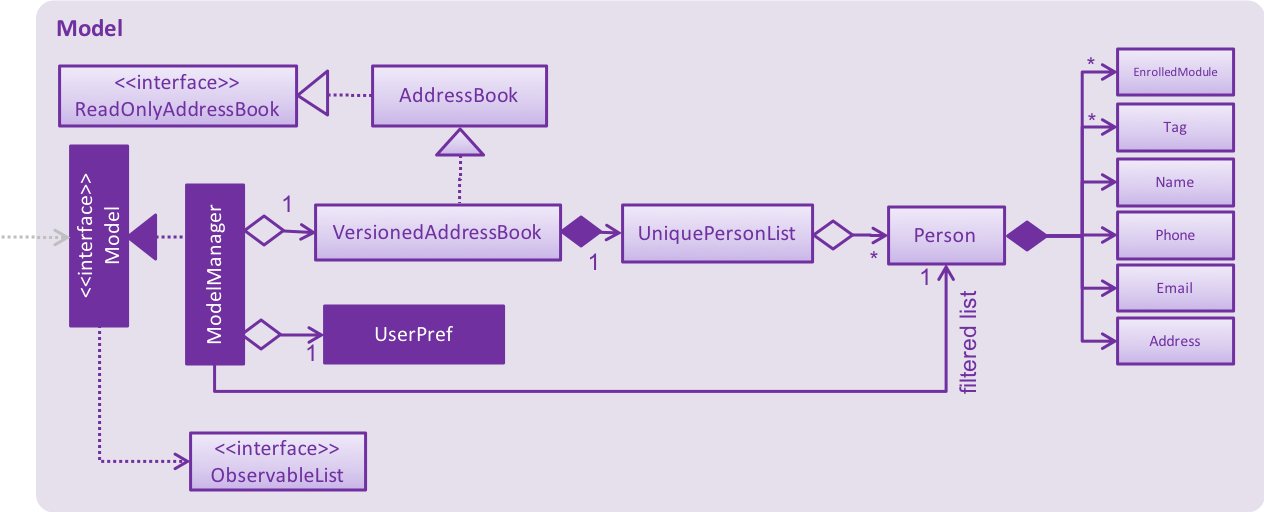 Model
<<interface>>
ReadOnlyAddressBook
AddressBook
*
EnrolledModule
*
Tag
Name
Phone
Email
Address
<<interface>>
Model
ModelManager
1
VersionedAddressBook
1
UniquePersonList
*
Person
1
filtered list
1
UserPref
<<interface>>
ObservableList